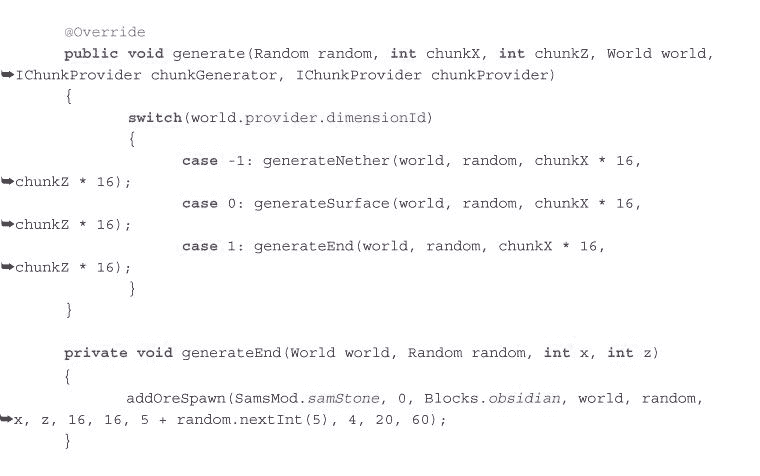 @Override
public void generate(Random random, int chunkX, int chunkZ, World world,
➥IChunkProvider chunkGenerator, IChunkProvider chunkProvider)
{
switch(world.provider.dimensionId)
{
case -1: generateNether(world, random, chunkX * 16,
➥chunkZ * 16);
case 0: generateSurface(world, random, chunkX * 16,
➥chunkZ * 16);
case 1: generateEnd(world, random, chunkX * 16,
➥chunkZ * 16);
}
}
private void generateEnd(World world, Random random, int x, int z)
{
addOreSpawn(SamsMod.samStone, 0, Blocks.obsidian, world, random,
➥x, z, 16, 16, 5 + random.nextInt(5), 4, 20, 60);
}